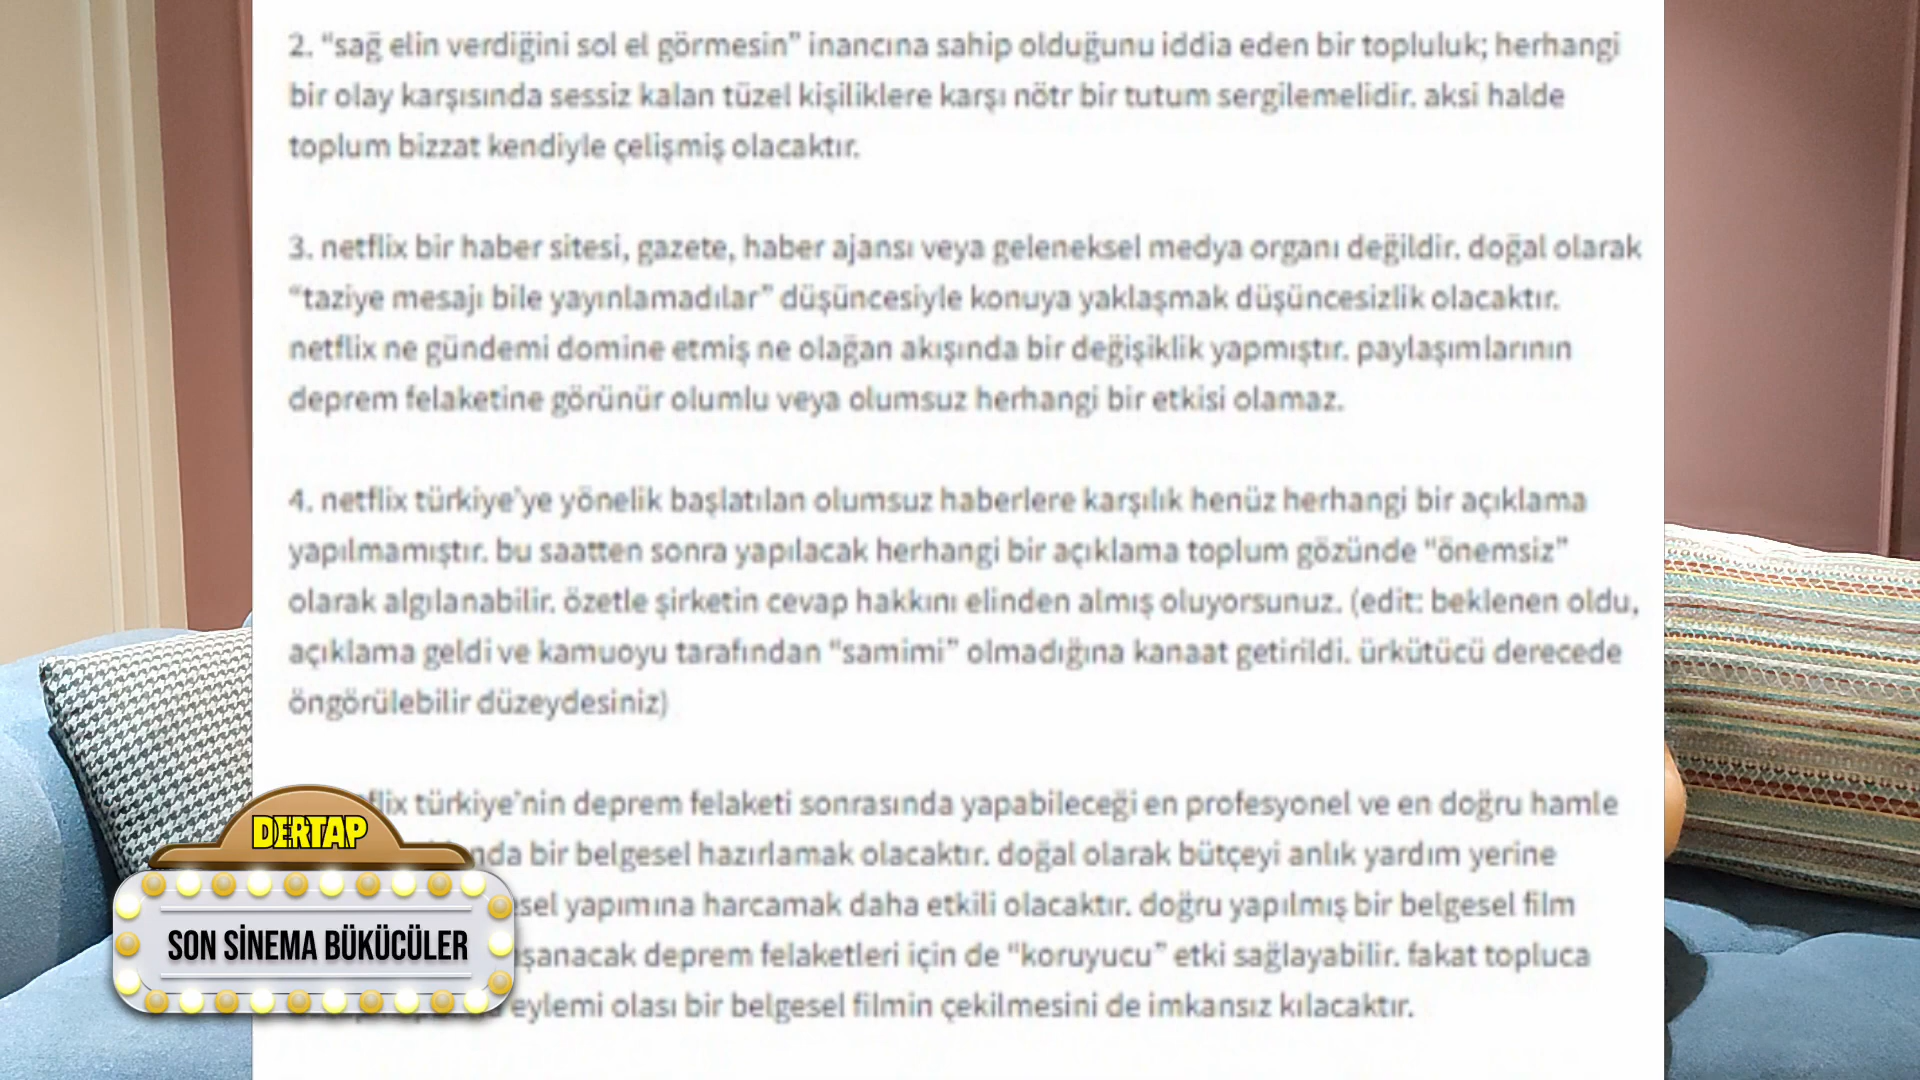 2. “sağ elin verdiğini sol el görmesin” inancına sahip olduğunu iddia eden bir topluluk; herhangi
bir olay karşısında sessiz kalan tüzel kişiliklere karşı nötr bir tutum sergilemelidir. aksi halde
toplum bizzat kendiyle çelişmiş olacaktır.
3. netflix bir haber sitesi, gazete, haber ajansı veya geleneksel medya organı değildir. doğal olarak
“taziye mesajı bile yayınlamadılar” düşüncesiyle konuya yaklaşmak düşüncesizlik olacaktır.
netflix ne gündemi domine etmiş ne olağan akışında bir değişiklik yapmıştır. paylaşımlarının
deprem felaketine görünür olumlu veya olumsuz herhangi bir etkisi olamaz.
4. netflix türkiye’ye yönelik başlatılan olumsuz haberlere karşılık henüz herhangi bir açıklama
yapılmamıştır. bu saatten sonra yapılacak herhangi bir açıklama toplum gözünde “önemsiz”
olarak algılanabilir. özetle şirketin cevap hakkını elinden almış oluyorsunuz. (edit: beklenen oldu,
açıklama geldi ve kamuoyu tarafından “samimi” olmadığına kanaat getirildi. ürkütücü derecede
öngörülebilir düzeydesiniz)
türkiye’nin deprem felaketi sonrasında yapabileceği en profesyonel ve en doğru hamle
bir belgesel hazırlamak olacaktır. doğal olarak bütçeyi anlık yardım yerine
yapımına harcamak daha etkili olacaktır. doğru yapılmış bir belgesel film
deprem felaketleri için de “koruyucu” etki sağlayabilir. fakat topluca
eylemi olası bir belgesel filmin çekilmesini de imkansız kılacaktır.
DERTAP
SON SİNEMA BÜKÜCÜLER